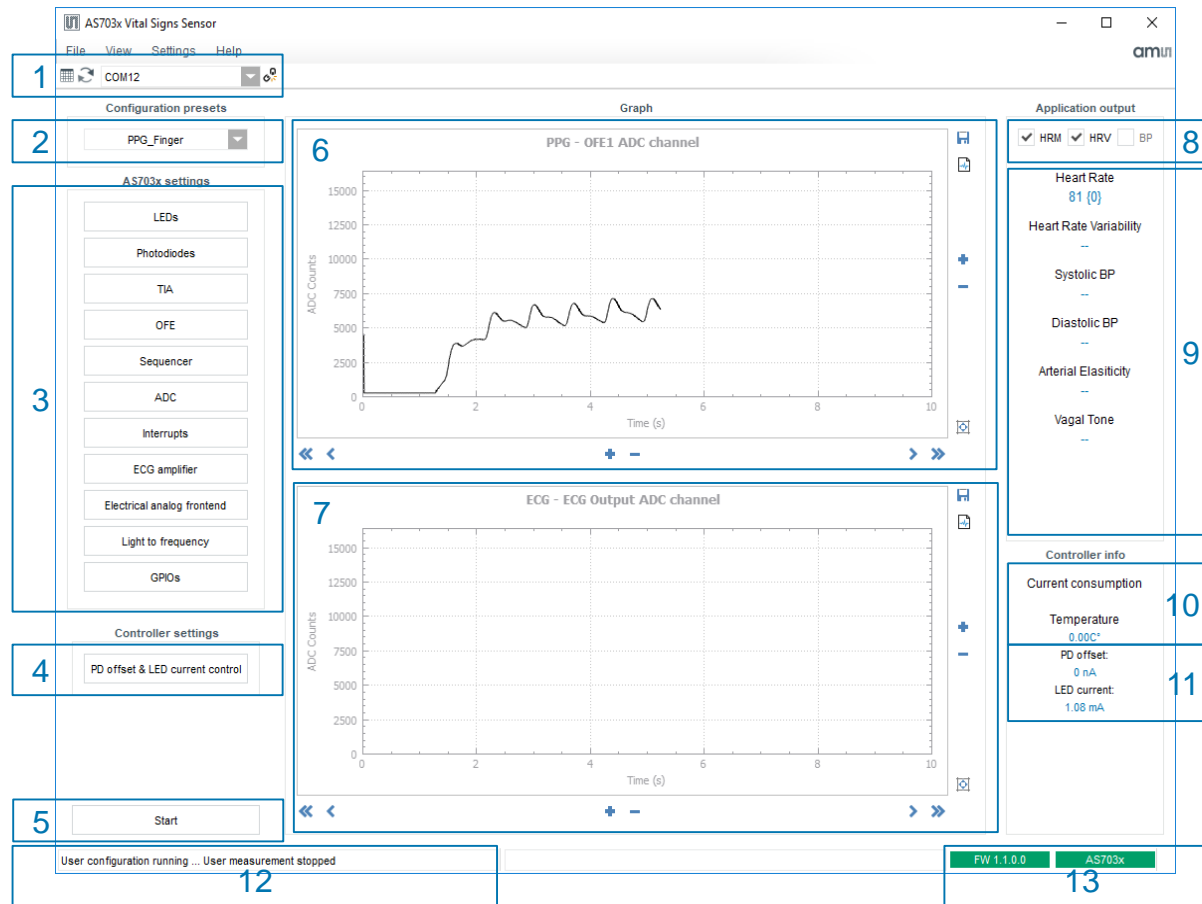 AS703x Vital Signs Sensor
File View Settings Help
amu
1
COM12
Configuration presets
2
PPG_Finger
AS703x settings
3
LEDs
Photodiodes
TIA
OFE
Sequencer
ADC
Interrupts
ECG amplifier
Electrical analog frontend
Light to frequency
GPIOs
Controller settings
4
PD offset & LED current control
5
Start
Graph
6
PPG - OFE1 ADC channel
ADC Counts
15000
12500
10000
7500
5000
2500
0
0 2 4 6 8 10
Time (s)
7
ECG - ECG Output ADC channel
ADC Counts
15000
12500
10000
7500
5000
2500
0
0 2 4 6 8 10
Time (s)
Application output
HRM HRV BP
8
Heart Rate
81 {0}
Heart Rate Variability
--
Systolic BP
--
Diastolic BP
--
9
Arterial Elasiticity
--
Vagal Tone
--
Controller info
Current consumption
10
Temperature
0.00C°
PD offset:
0 nA
11
LED current:
1.08 mA
User configuration running ... User measurement stopped
12
FW 1.1.0.0 AS703x
13